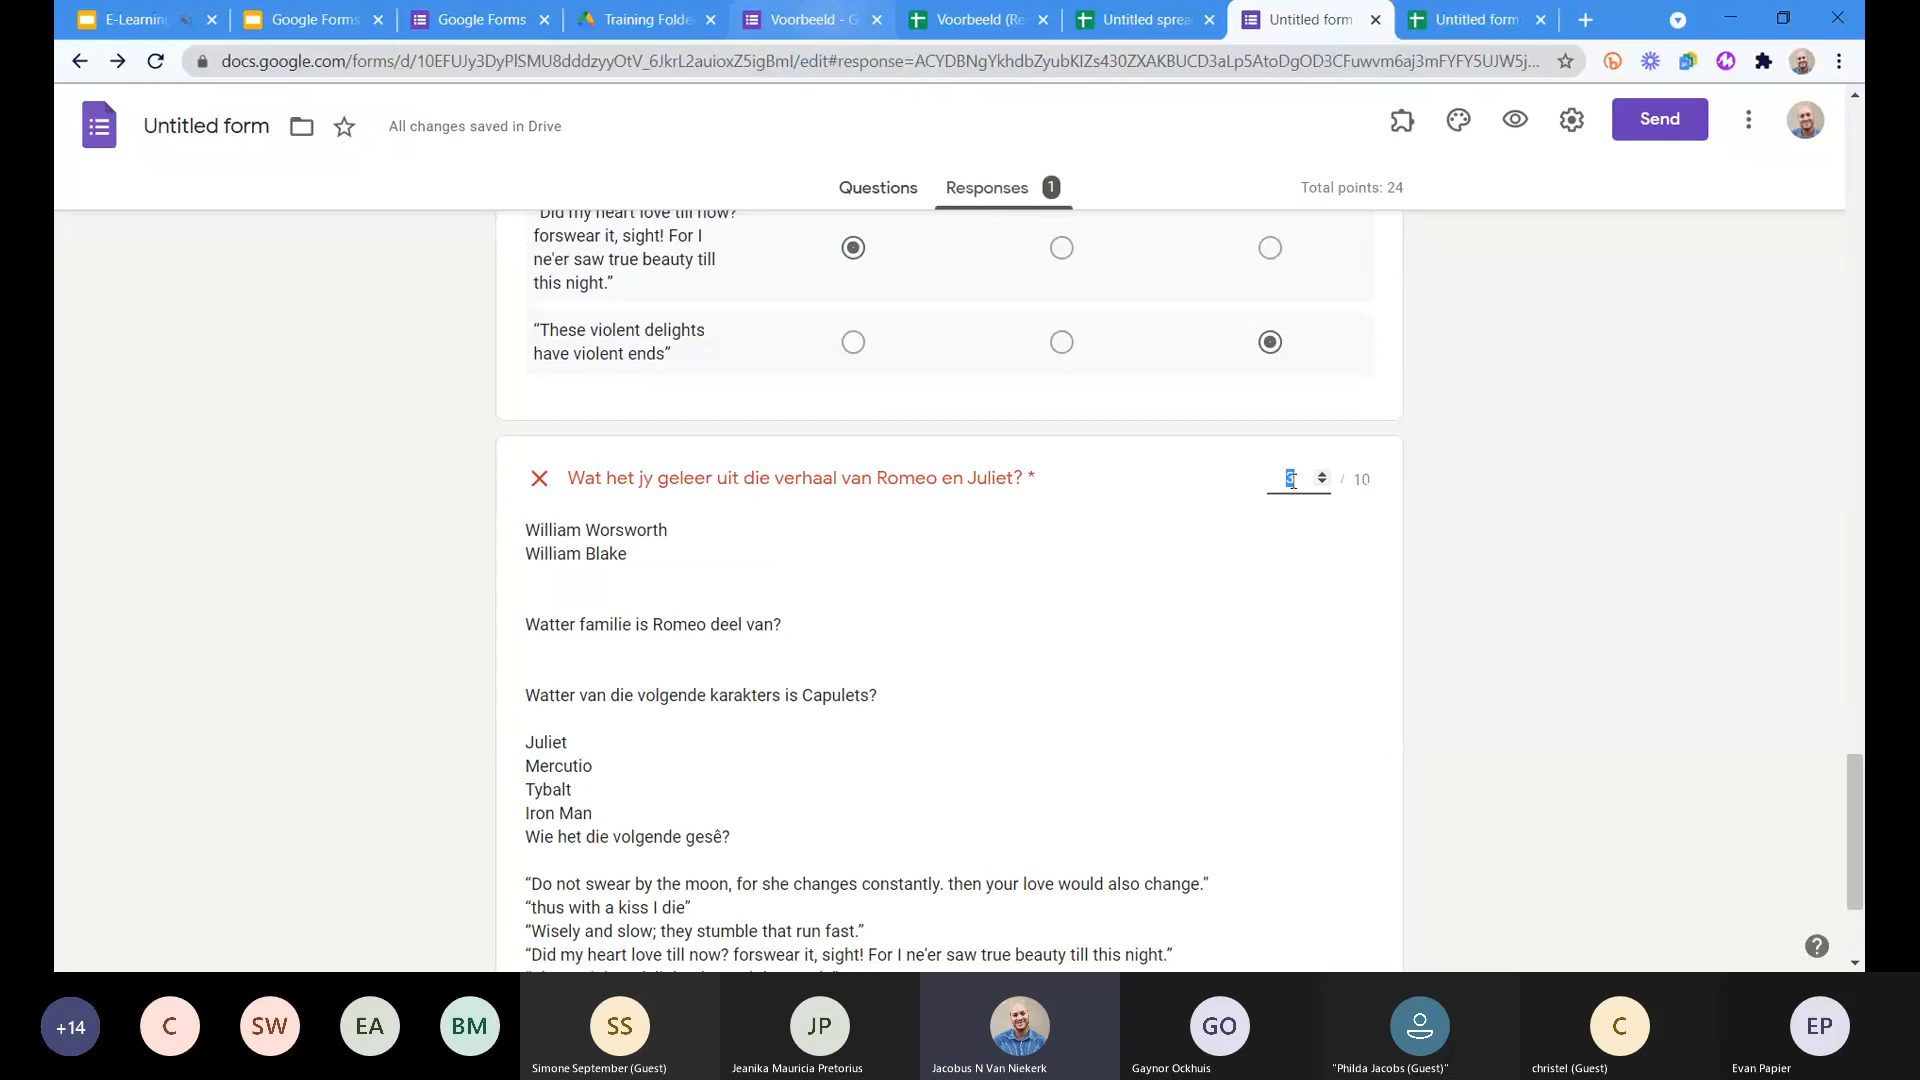 E-Learning
Google Forms
Google Forms
Training Folde
Voorbeeld - G
Voorbeeld (Re
Untitled sprea
Untitled form
Untitled form
docs.google.com/forms/d/10EFUJy3DyPlSMU8dddzyyOtV_6JkrL2auioxZ5igBmI/edit#response=ACYDBNgYkhdbZyubKIZs430ZXAKBUCD3aLp5AtoDgOD3CFuwvm6aj3mFYFY5UJW5j...
Untitled form
All changes saved in Drive
Send
Questions
Responses 1
Total points: 24
"Did my heart love till now?
forswear it, sight! For I
ne'er saw true beauty till
this night.”
“These violent delights
have violent ends”
Wat het jy geleer uit die verhaal van Romeo en Juliet? *
/ 10
William Worsworth
William Blake
Watter familie is Romeo deel van?
Watter van die volgende karakters is Capulets?
Juliet
Mercutio
Tybalt
Iron Man
Wie het die volgende gesê?
“Do not swear by the moon, for she changes constantly. then your love would also change.”
“thus with a kiss I die”
“Wisely and slow; they stumble that run fast.”
“Did my heart love till now? forswear it, sight! For I ne'er saw true beauty till this night.”
+14
C
SW
EA
BM
SS
JP
GO
C
EP
Simone September (Guest)
Jeanika Mauricia Pretorius
Jacobus N Van Niekerk
Gaynor Ockhuis
"Philda Jacobs (Guest)"
christel (Guest)
Evan Papier